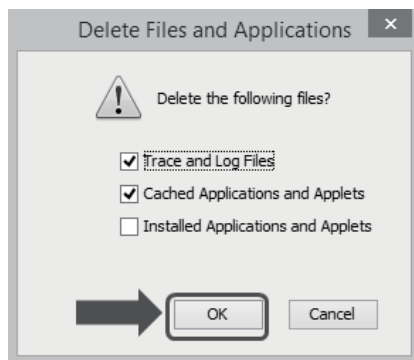 Delete Files and Applications
Delete the following files?
Trace and Log Files
Cached Applications and Applets
Installed Applications and Applets
OK Cancel